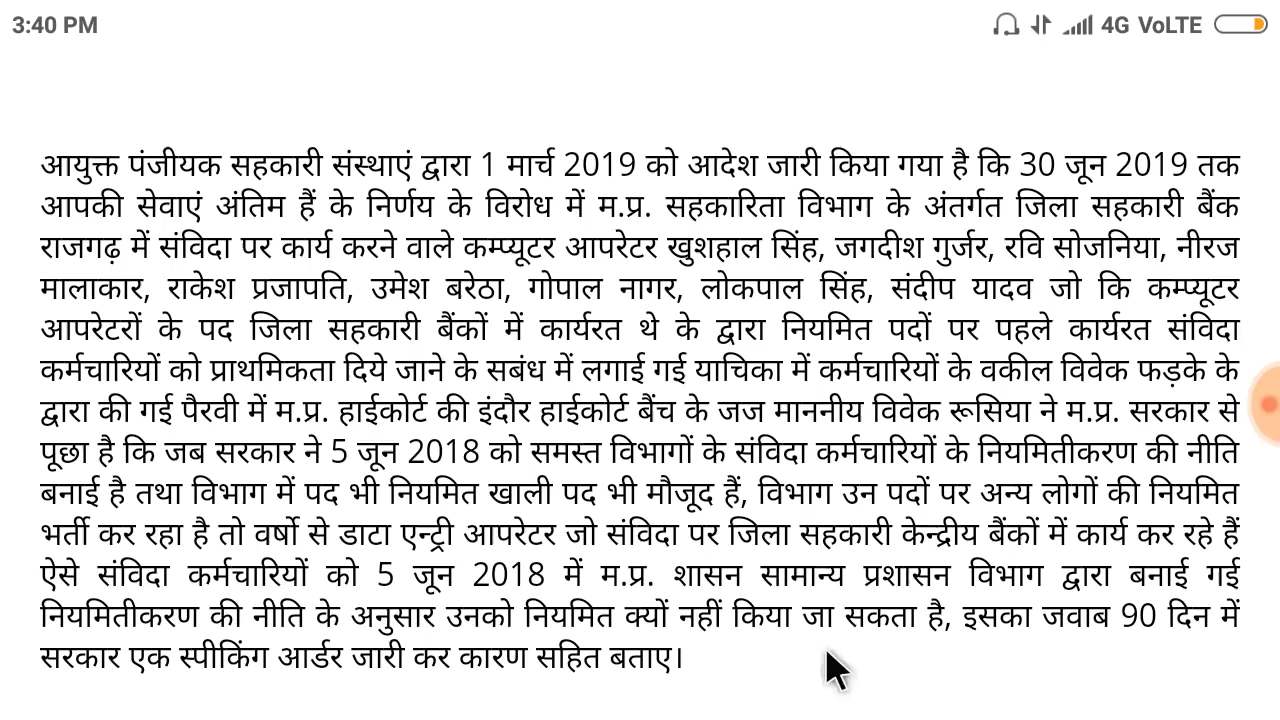 3:40 PM 4G VoLTE
आयुक्त पंजीयक सहकारी संस्थाएं द्वारा 1 मार्च 2019 को आदेश जारी किया गया है कि 30 जून 2019 तक
आपकी सेवाएं अंतिम हैं के निर्णय के विरोध में म.प्र. सहकारिता विभाग के अंतर्गत जिला सहकारी बैंक
राजगढ़ में संविदा पर कार्य करने वाले कम्प्यूटर आपरेटर खुशहाल सिंह, जगदीश गुर्जर, रवि सोजनिया, नीरज
मालाकार, राकेश प्रजापति, उमेश बरेठा, गोपाल नागर, लोकपाल सिंह, संदीप यादव जो कि कम्प्यूटर
आपरेटरों के पद जिला सहकारी बैंकों में कार्यरत थे के द्वारा नियमित पदों पर पहले कार्यरत संविदा
कर्मचारियों को प्राथमिकता दिये जाने के सबंध में लगाई गई याचिका में कर्मचारियों के वकील विवेक फड़के के
द्वारा की गई पैरवी में म.प्र. हाईकोर्ट की इंदौर हाईकोर्ट बैंच के जज माननीय विवेक रूसिया ने म.प्र. सरकार से
पूछा है कि जब सरकार ने 5 जून 2018 को समस्त विभागों के संविदा कर्मचारियों के नियमितीकरण की नीति
बनाई है तथा विभाग में पद भी नियमित खाली पद भी मौजूद हैं, विभाग उन पदों पर अन्य लोगों की नियमित
भर्ती कर रहा है तो वर्षो से डाटा एन्ट्री आपरेटर जो संविदा पर जिला सहकारी केन्द्रीय बैंकों में कार्य कर रहे हैं
ऐसे संविदा कर्मचारियों को 5 जून 2018 में म.प्र. शासन सामान्य प्रशासन विभाग द्वारा बनाई गई
नियमितीकरण की नीति के अनुसार उनको नियमित क्यों नहीं किया जा सकता है, इसका जवाब 90 दिन में
सरकार एक स्पीकिंग आर्डर जारी कर कारण सहित बताए।